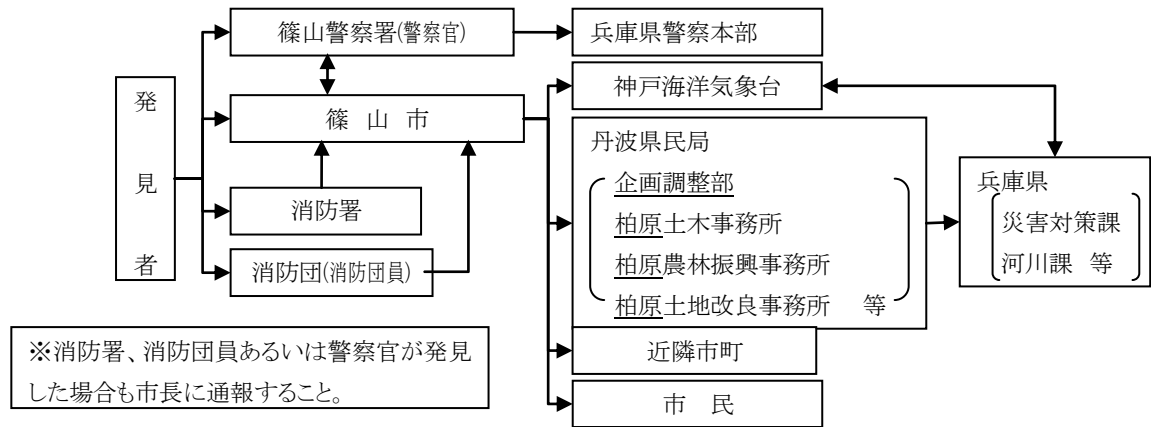 発見者
篠山警察署(警察官)
篠 山 市
消防署
消防団(消防団員)
兵庫県警察本部
神戸海洋気象台
丹波県民局
企画調整部
柏原土木事務所
柏原農林振興事務所
柏原土地改良事務所 等
近隣市町
市 民
兵庫県
災害対策課
河川課 等
※消防署、消防団員あるいは警察官が発見
した場合も市長に通報すること。